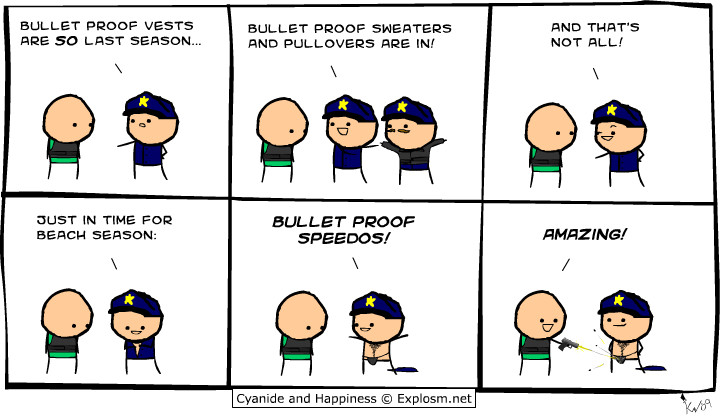 BULLET PROOF VESTS
ARE SO LAST SEASON...
BULLET PROOF SWEATERS
AND PULLOVERS ARE IN!
AND THAT'S
NOT ALL!
JUST IN TIME FOR
BEACH SEASON:
BULLET PROOF
SPEEDOS!
AMAZING!
Cyanide and Happiness © Explosm.net